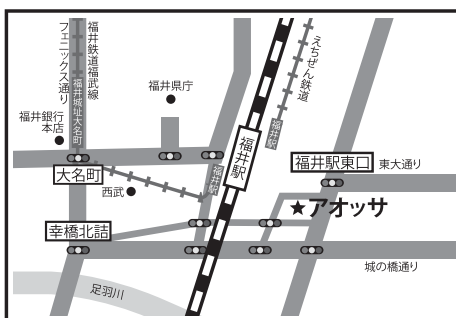 フェニックス通り
福井鉄道福武線
福井城址大名町
えちぜん鉄道
福井県庁
福井銀行
本店
福井駅
福井駅
福井駅東口
東大通り
大名町
西武
福井駅
★アオッサ
幸橋北詰
城の橋通り
足羽川